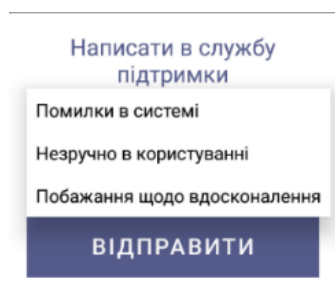 Написати в службу
підтримки
Помилки в системі
Незручно в користуванні
Побажання щодо вдосконалення
ВІДПРАВИТИ